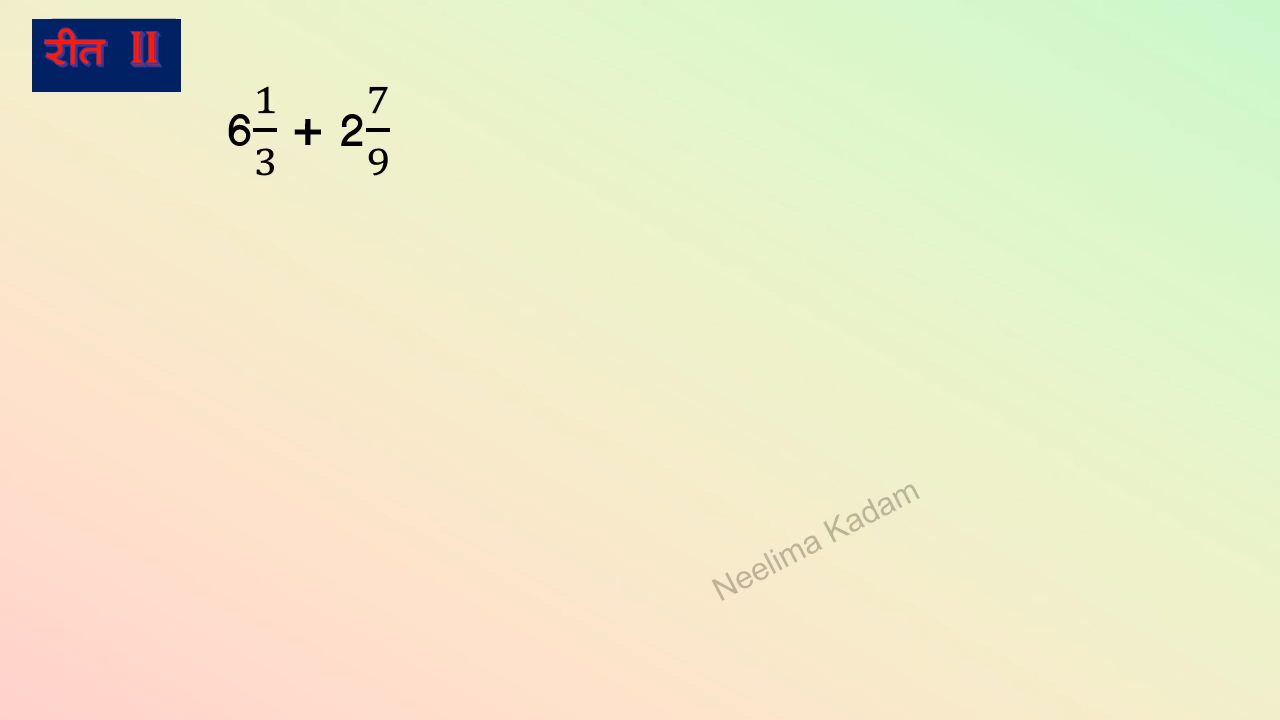 रीत II
6 1/3 + 2 7/9
Neelima Kadam